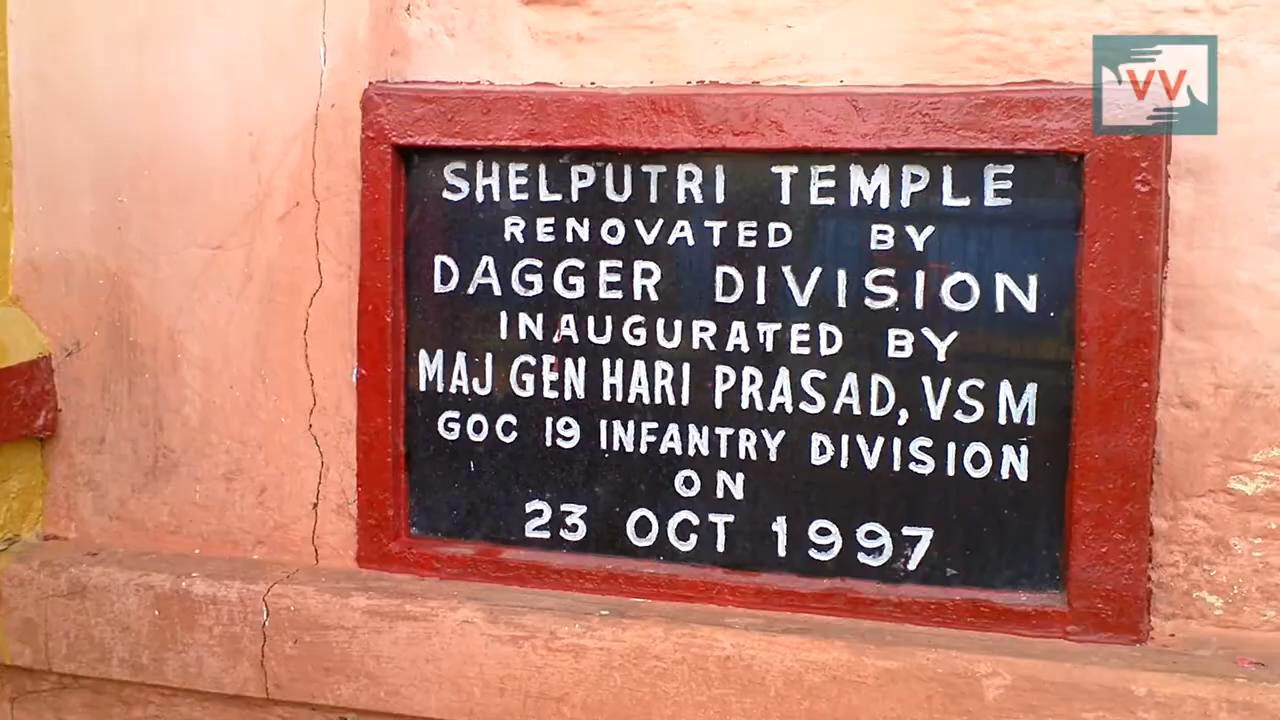 VV
SHELPUTRI TEMPLE
RENOVATED BY
DAGGER DIVISION
INAUGURATED BY
MAJ GEN HARI PRASAD, VSM
GOC 19 INFANTRY DIVISION
ON
23 OCT 1997